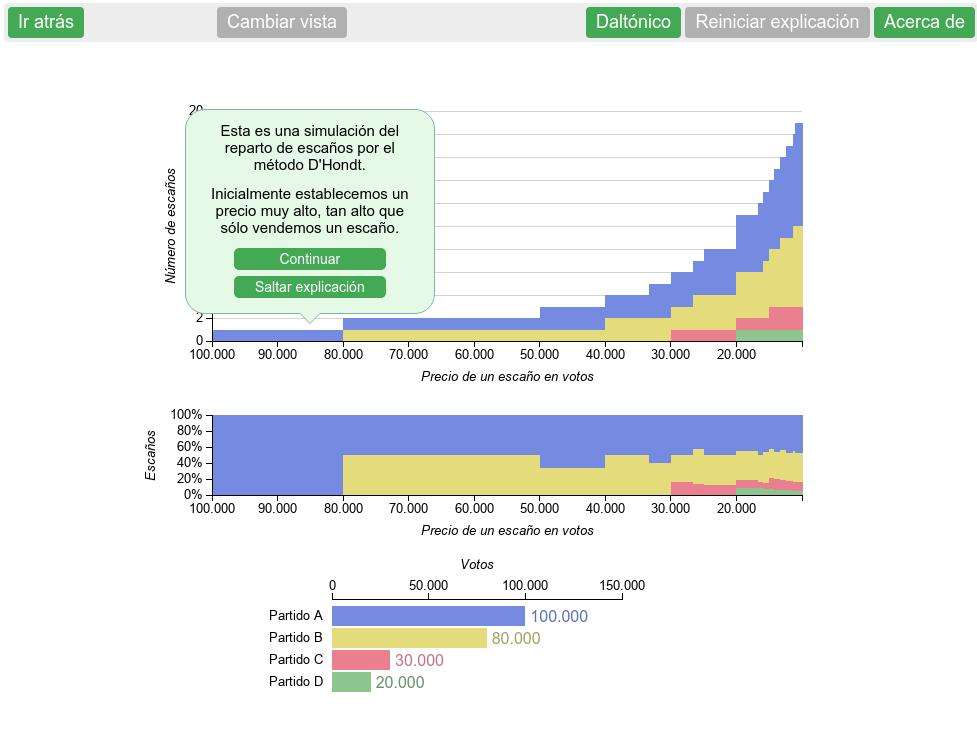 Ir atrás
Cambiar vista
Daltónico
Reiniciar explicación
Acerca de
20
Esta es una simulación del
reparto de escaños por el
método D'Hondt.
Inicialmente establecemos un
precio muy alto, tan alto que
sólo vendemos un escaño.
Continuar
Saltar explicación
Número de escaños
2
0
100.000 90.000 80.000 70.000 60.000 50.000 40.000 30.000 20.000
Precio de un escaño en votos
Escaños
100%
80%
60%
40%
20%
0%
100.000 90.000 80.000 70.000 60.000 50.000 40.000 30.000 20.000
Precio de un escaño en votos
Votos
0 50.000 100.000 150.000
Partido A 100.000
Partido B 80.000
Partido C 30.000
Partido D 20.000